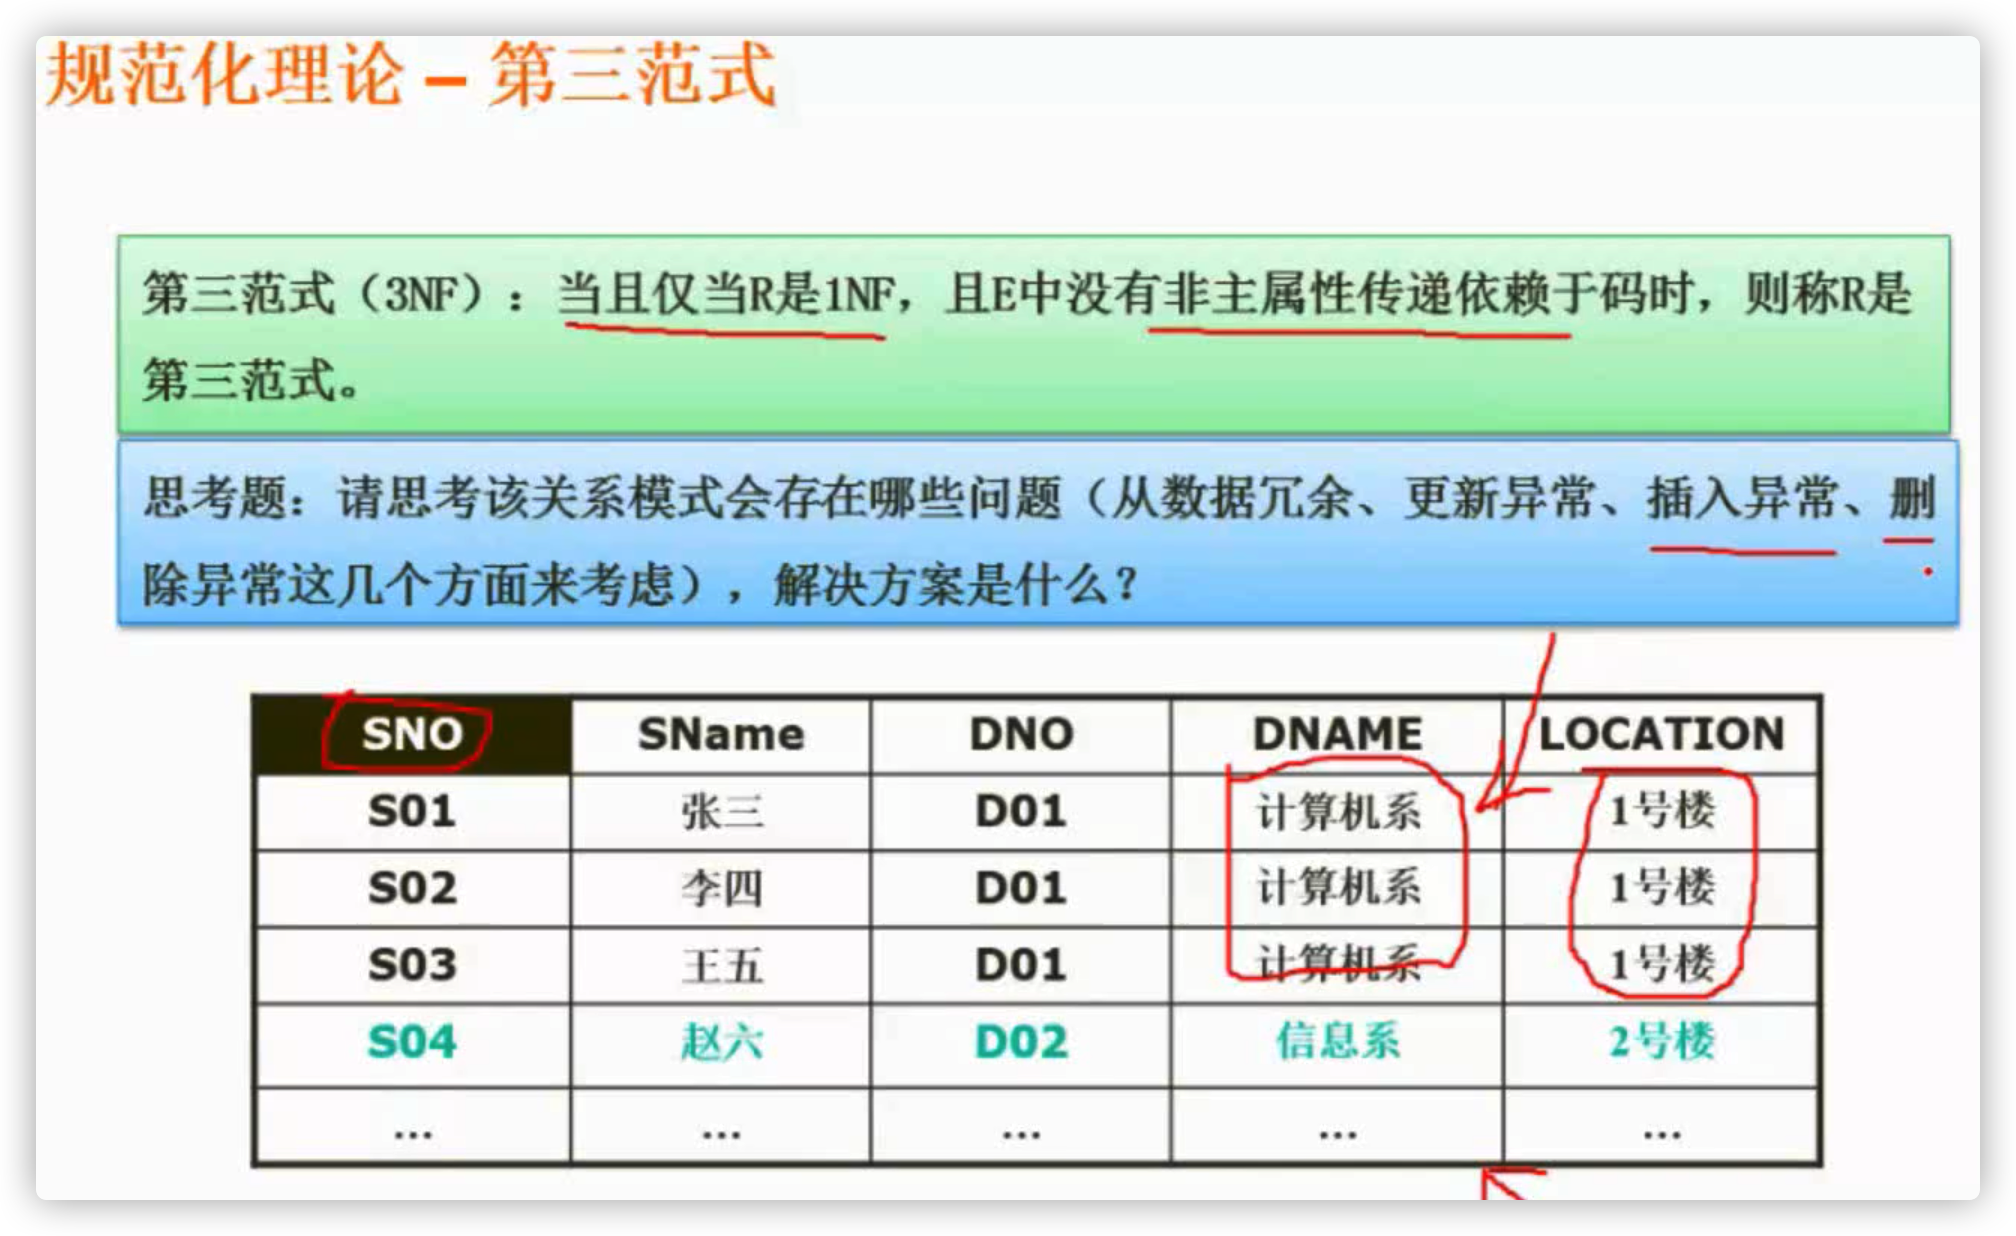 规范化理论 – 第三范式
第三范式（3NF）：当且仅当R是1NF，且E中没有非主属性传递依赖于码时，则称R是
第三范式。
思考题：请思考该关系模式会存在哪些问题（从数据冗余、更新异常、插入异常、删
除异常这几个方面来考虑），解决方案是什么？
SNO SName DNO DNAME LOCATION
S01 张三 D01 计算机系 1号楼
S02 李四 D01 计算机系 1号楼
S03 王五 D01 计算机系 1号楼
S04 赵六 D02 信息系 2号楼
... ... ... ... ...